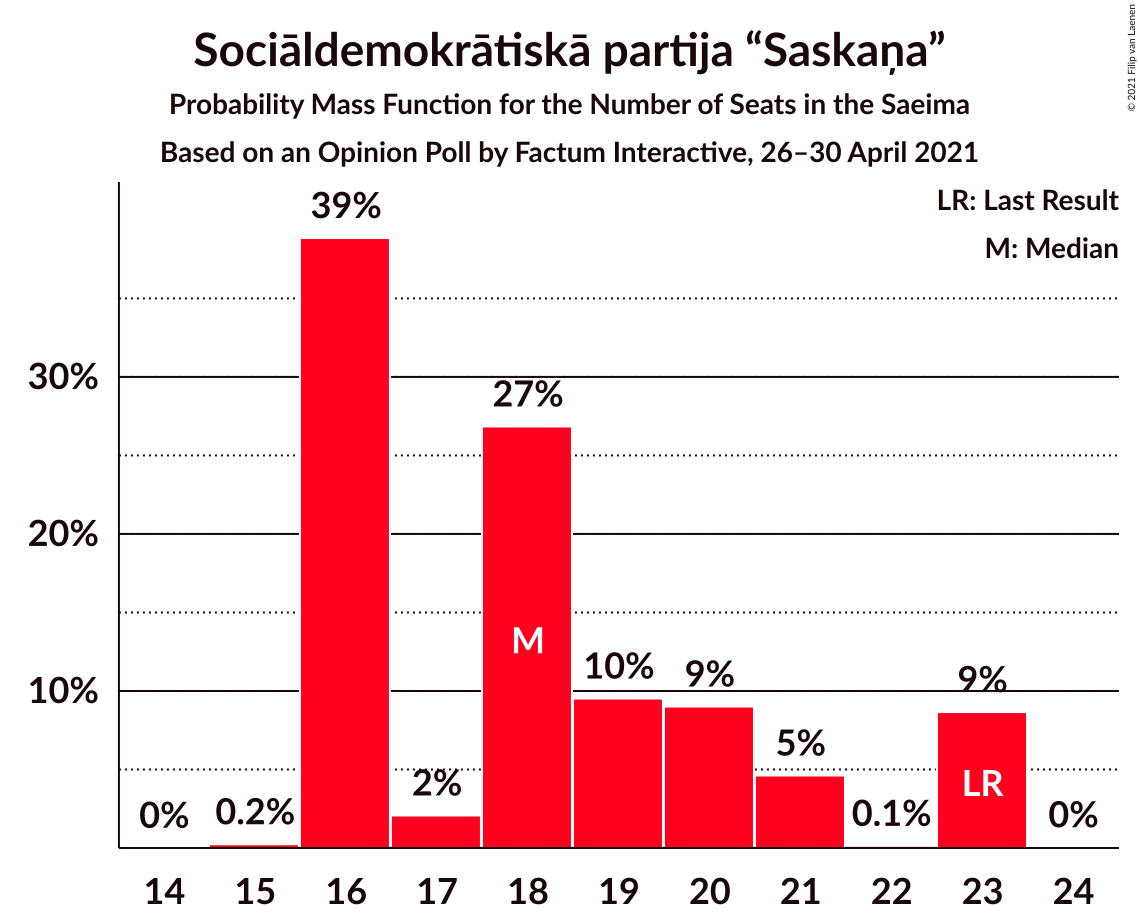 Sociāldemokrātiskā partija “Saskaņa”
Probability Mass Function for the Number of Seats in the Saeima
Based on an Opinion Poll by Factum Interactive, 26–30 April 2021
© 2021 Filip van Laenen
LR: Last Result
M: Median
39%
30%
27%
20%
M
10%
9%
9%
10%
5%
2%
LR
0%
0.2%
0.1%
0%
14 15 16 17 18 19 20 21 22 23 24